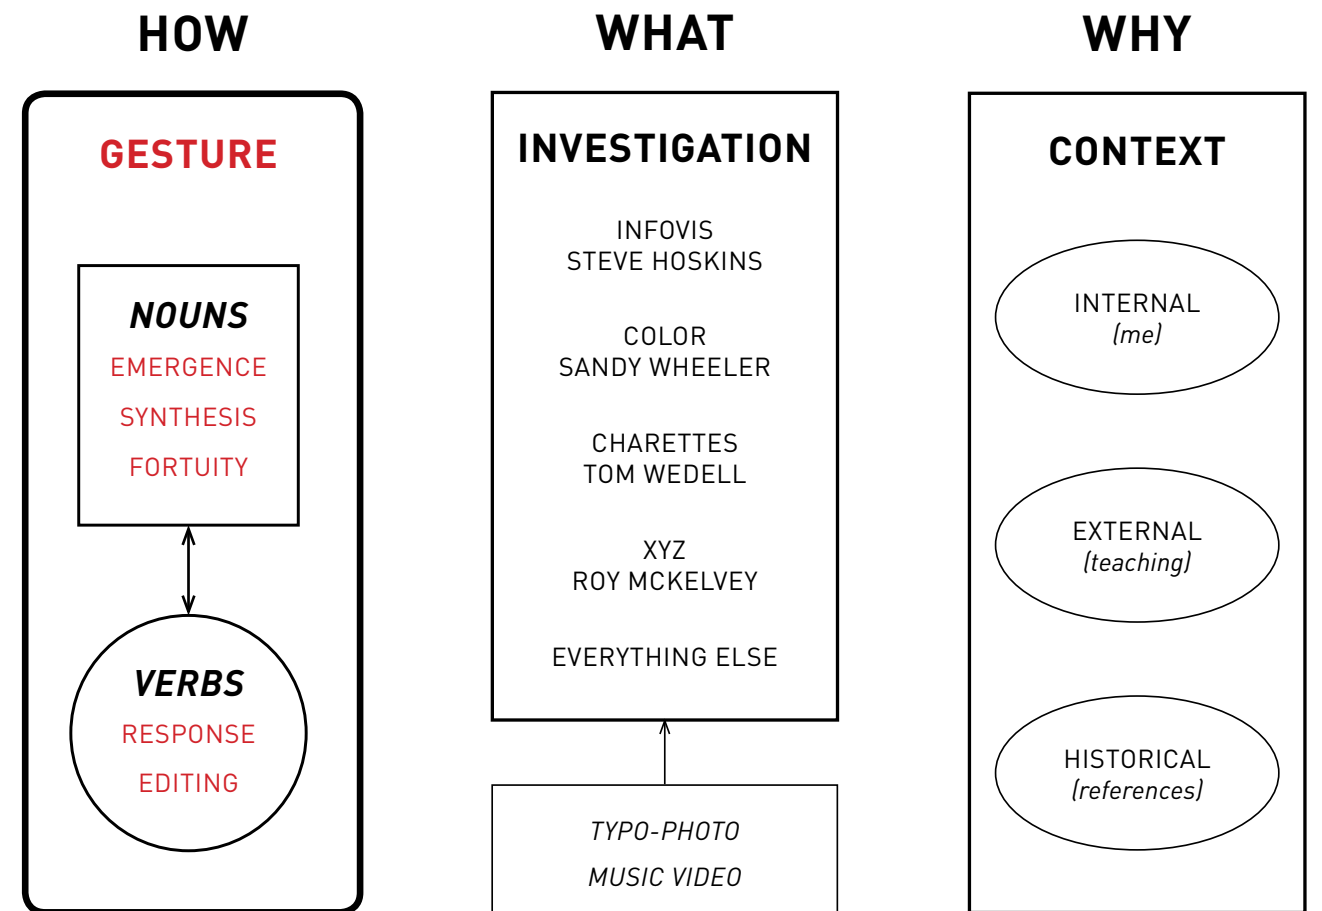 HOW
GESTURE
NOUNS
EMERGENCE
SYNTHESIS
FORTUITY
VERBS
RESPONSE
EDITING
WHAT
INVESTIGATION
INFOVIS
STEVE HOSKINS
COLOR
SANDY WHEELER
CHARETTES
TOM WEDELL
XYZ
ROY MCKELVEY
EVERYTHING ELSE
TYPO-PHOTO
MUSIC VIDEO
WHY
CONTEXT
INTERNAL
(me)
EXTERNAL
(teaching)
HISTORICAL
(references)